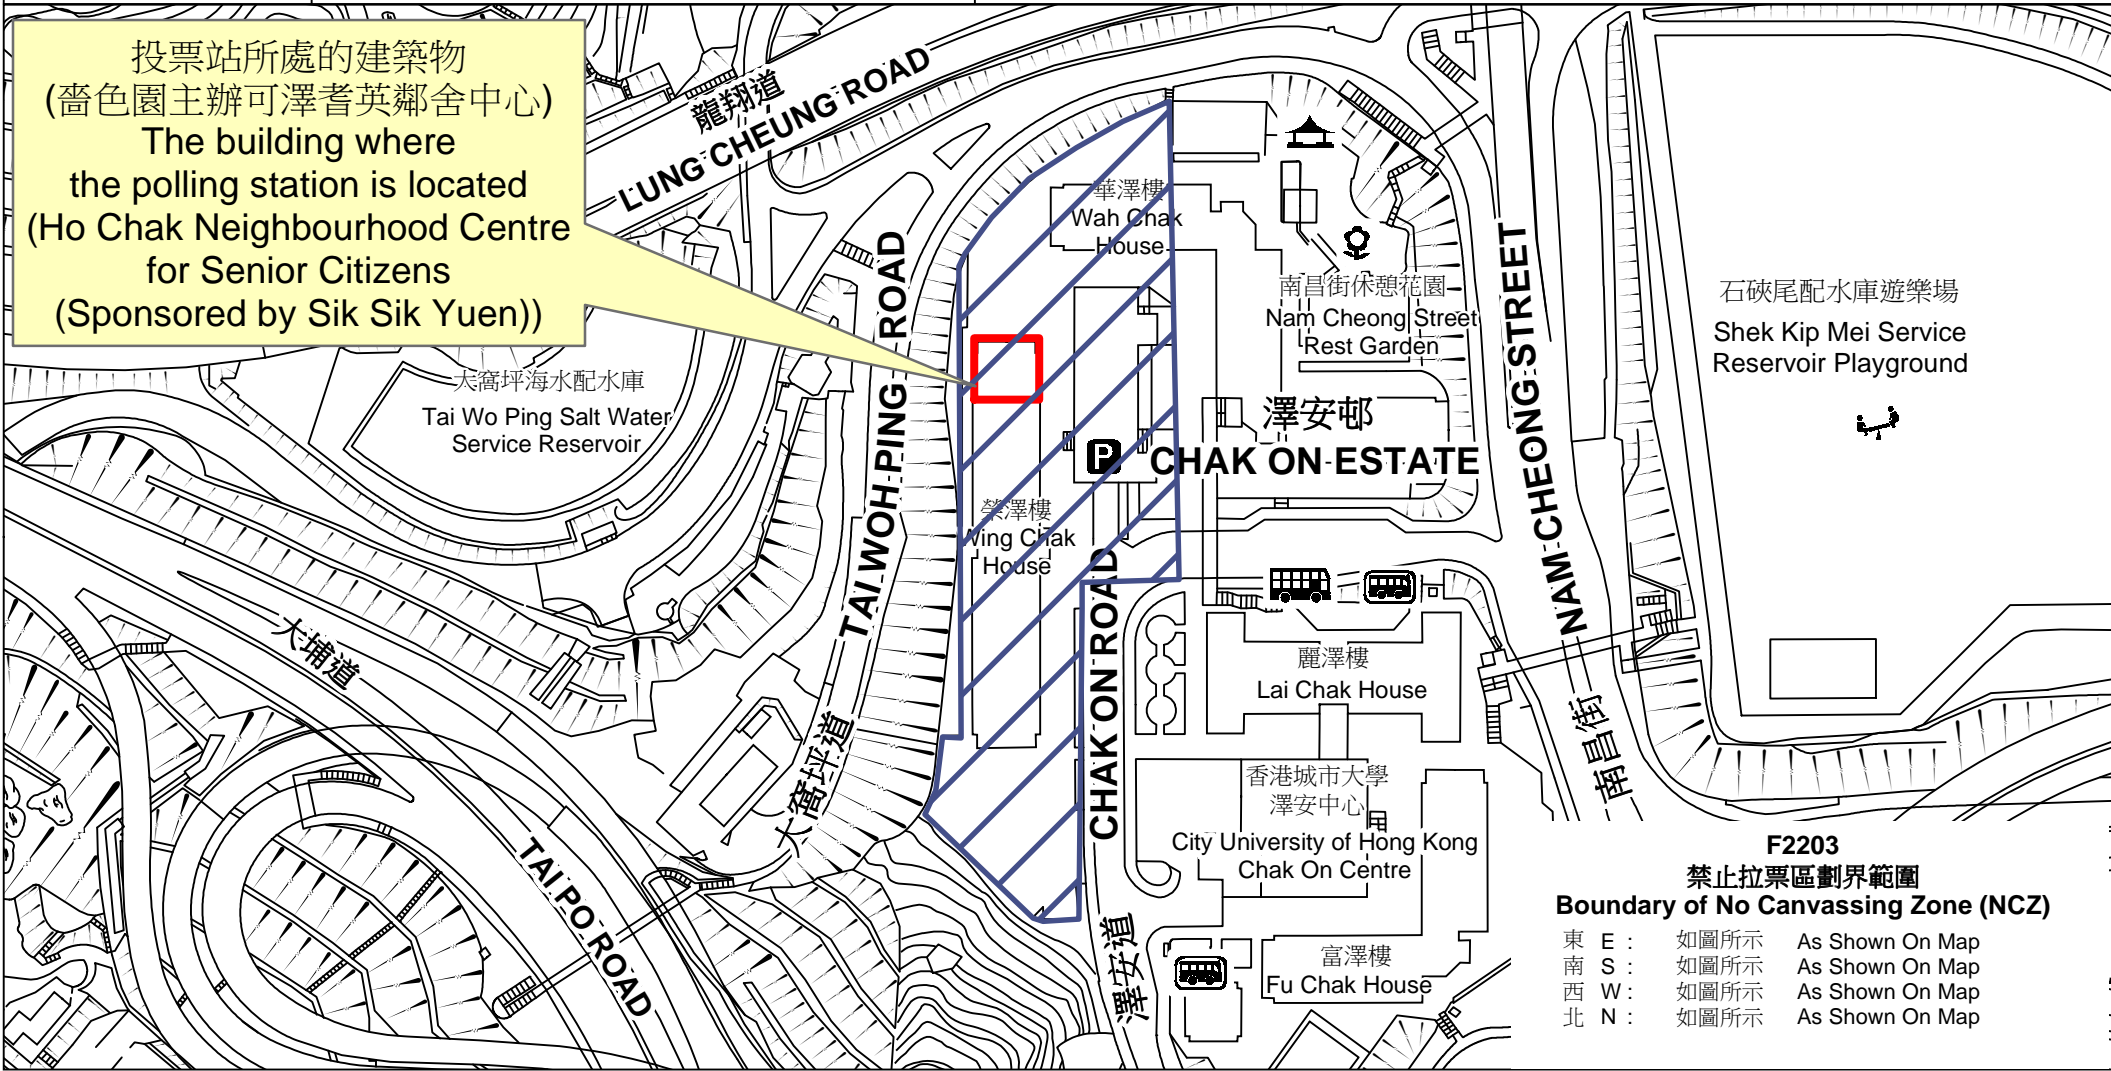 投票站所處的建築物
(嗇色園主辦可澤耆英鄰舍中心)
The building where
the polling station is located
(Ho Chak Neighbourhood Centre
for Senior Citizens
(Sponsored by Sik Sik Yuen))
龍翔道
LUNG CHEUNG ROAD
華澤樓
Wah Chak
House
南昌街休憩花園
Nam Cheong Street
Rest Garden
石硤尾配水庫遊樂場
Shek Kip Mei Service
Reservoir Playground
大窩坪海水配水庫
Tai Wo Ping Salt Water
Service Reservoir
TAI WOH PING ROAD
大窩坪道
澤安邨
CHAK ON ESTATE
P
榮澤樓
Wing Chak
House
NAM CHEONG STREET
南昌街
大埔道
TAI PO ROAD
CHAK ON ROAD
澤安道
麗澤樓
Lai Chak House
香港城市大學
澤安中心
City University of Hong Kong
Chak On Centre
富澤樓
Fu Chak House
F2203
禁止拉票區劃界範圍
Boundary of No Canvassing Zone (NCZ)
東 E : 如圖所示 As Shown On Map
南 S : 如圖所示 As Shown On Map
西 W : 如圖所示 As Shown On Map
北 N : 如圖所示 As Shown On Map